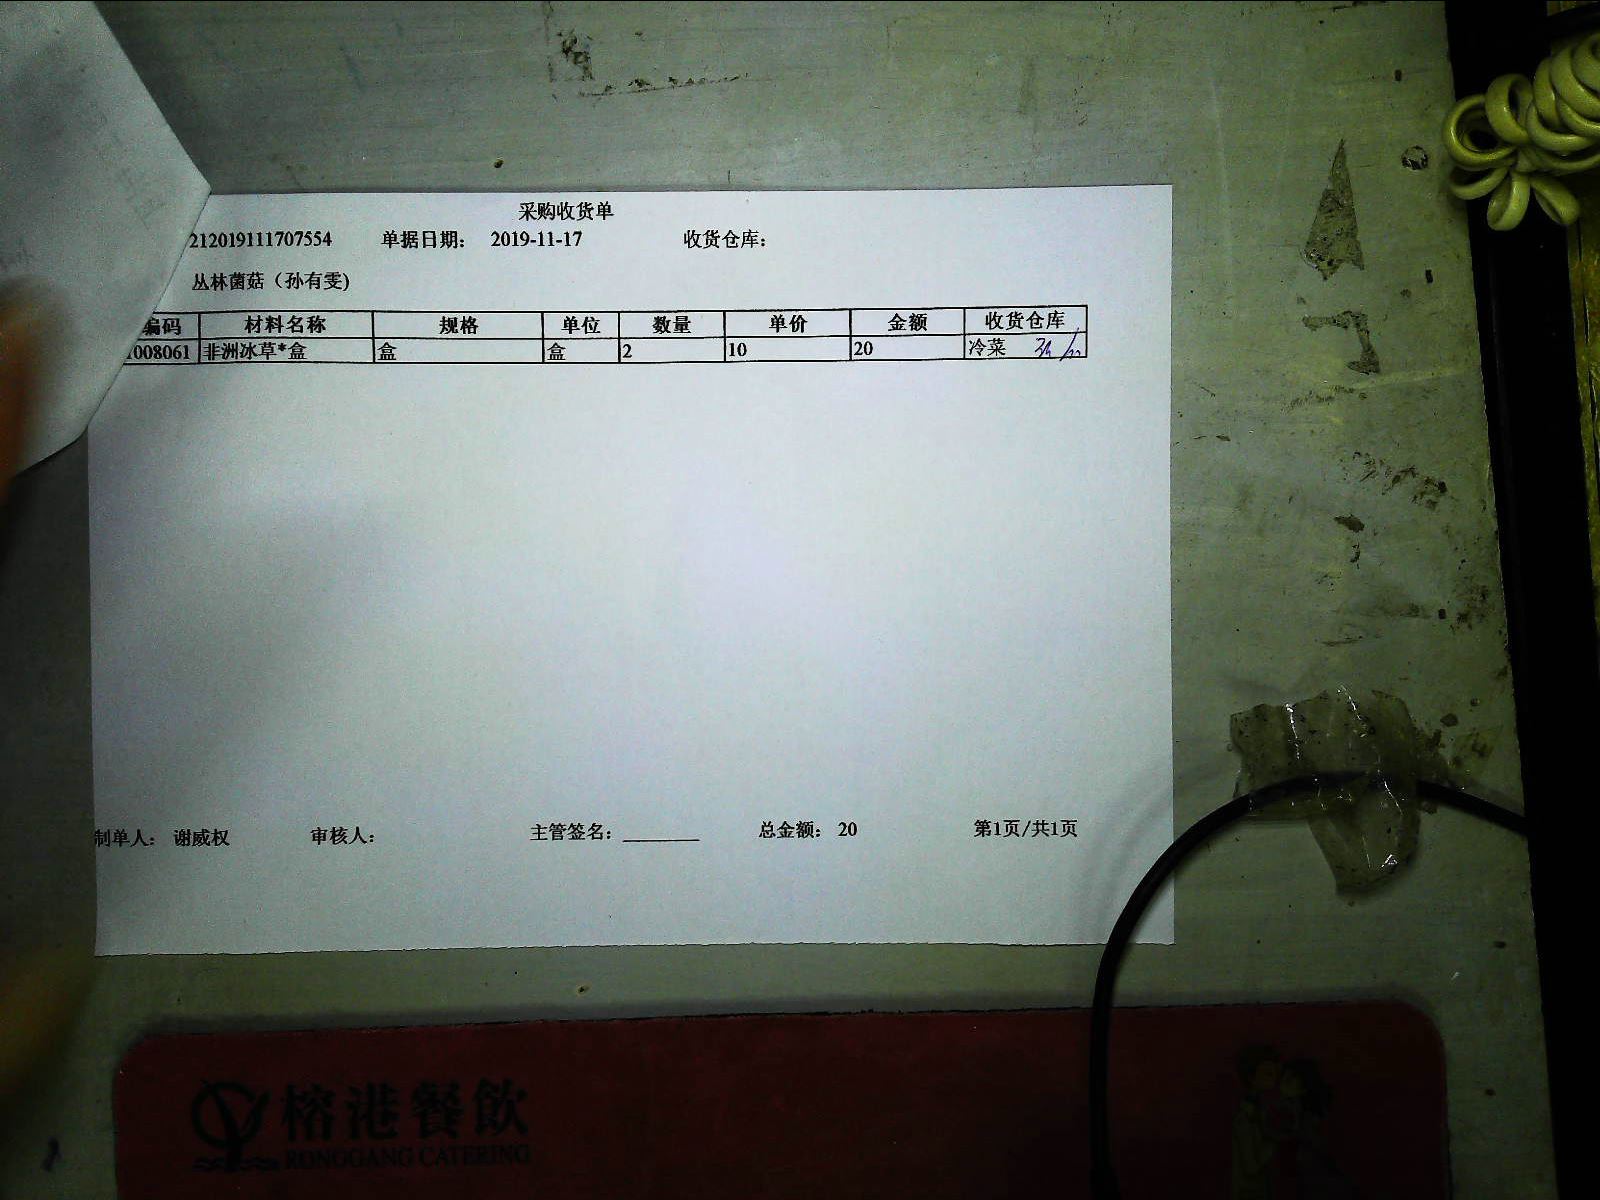 采购收货单
212019111707554 单据日期： 2019-11-17 收货仓库：
丛林菌菇（孙有雯)
编码 材料名称 规格 单位 数量 单价 金额 收货仓库
1008061 非洲冰草*盒 盒 盒 2 10 20 冷菜
制单人： 谢威权 审核人： 主管签名：________ 总金额： 20 第1页/共1页
榕港餐飲
RONGGANG CATERING